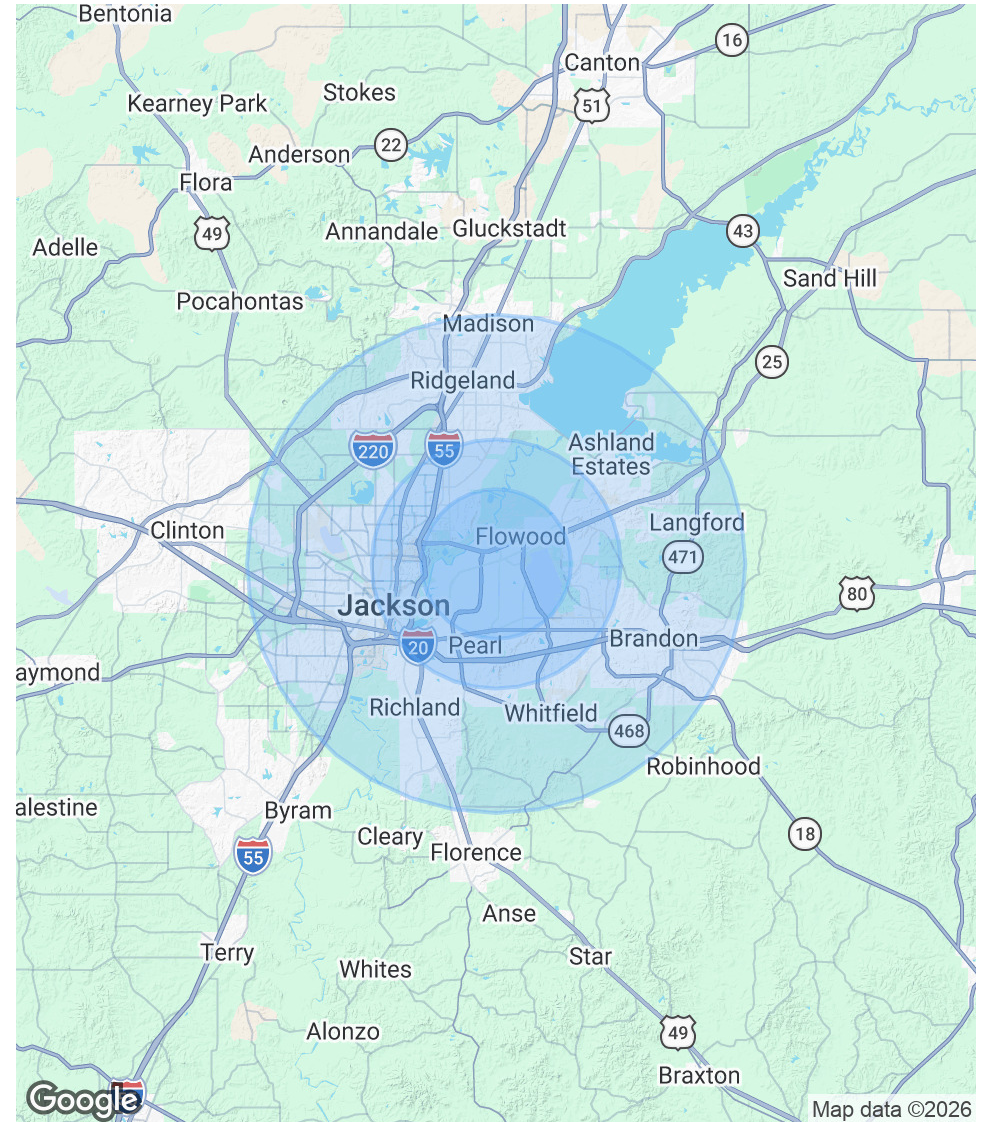 Bentonia
16
Canton
Stokes
51
Kearney Park
22
Anderson
Flora
49
Annandale
Gluckstadt
43
Adelle
Sand Hill
Pocahontas
Madison
25
Ridgeland
220
55
Ashland
Estates
Clinton
Flowood
Langford
471
80
Jackson
20
Pearl
Brandon
aymond
Richland
Whitfield
468
Robinhood
alestine
Byram
18
Cleary
55
Florence
Anse
Terry
Star
Whites
Alonzo
49
Braxton
Google
Map data ©2026